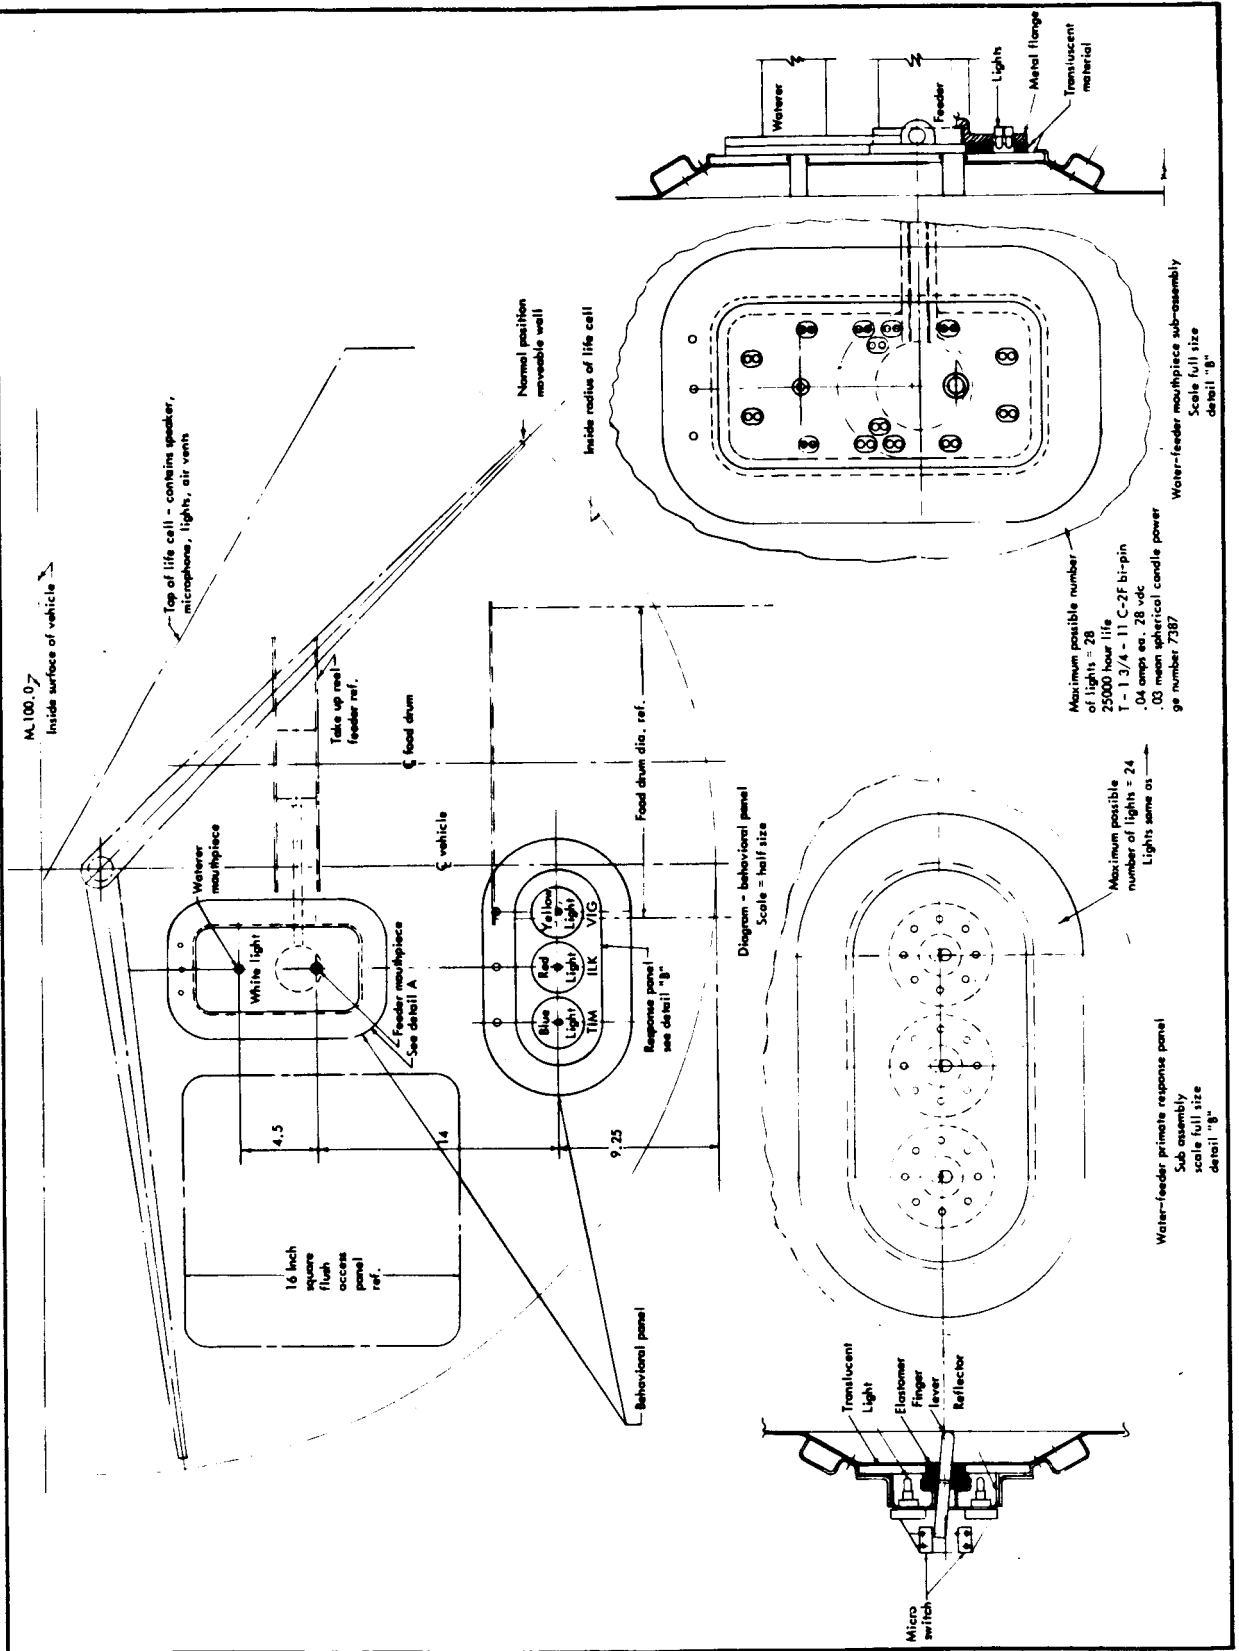 M.100.0
Inside surface of vehicle
Top of life cell - contains speaker,
microphone, lights, air vents
Normal position
moveable wall
Inside radius of life cell
Take up reel
feeder ref.
℄ food drum
℄ vehicle
Food drum dia. ref.
Waterer
mouthpiece
White light
Feeder mouthpiece
See detail A
Blue
Light
TIM
Red
Light
ILK
Yellow
Light
VIG
Response panel
see detail "B"
4.5
14
9.25
16 inch
square
flush
access
panel
ref.
Behavioral panel
Diagram - behavioral panel
Scale = half size
Waterer
Feeder
Lights
Metal flange
Transluscent
material
Maximum possible number
of lights = 28
25000 hour life
T - 1 3/4 - 11 C-2F bi-pin
.04 amps ea. 28 vdc
.03 mean spherical candle power
ge number 7387
Water-feeder mouthpiece sub-assembly
Scale full size
detail "B"
Micro
switch
Translucent
Light
Elastomer
Finger
lever
Reflector
Maximum possible
number of lights = 24
Lights same as
Water-feeder primate response panel
Sub assembly
scale full size
detail "B"